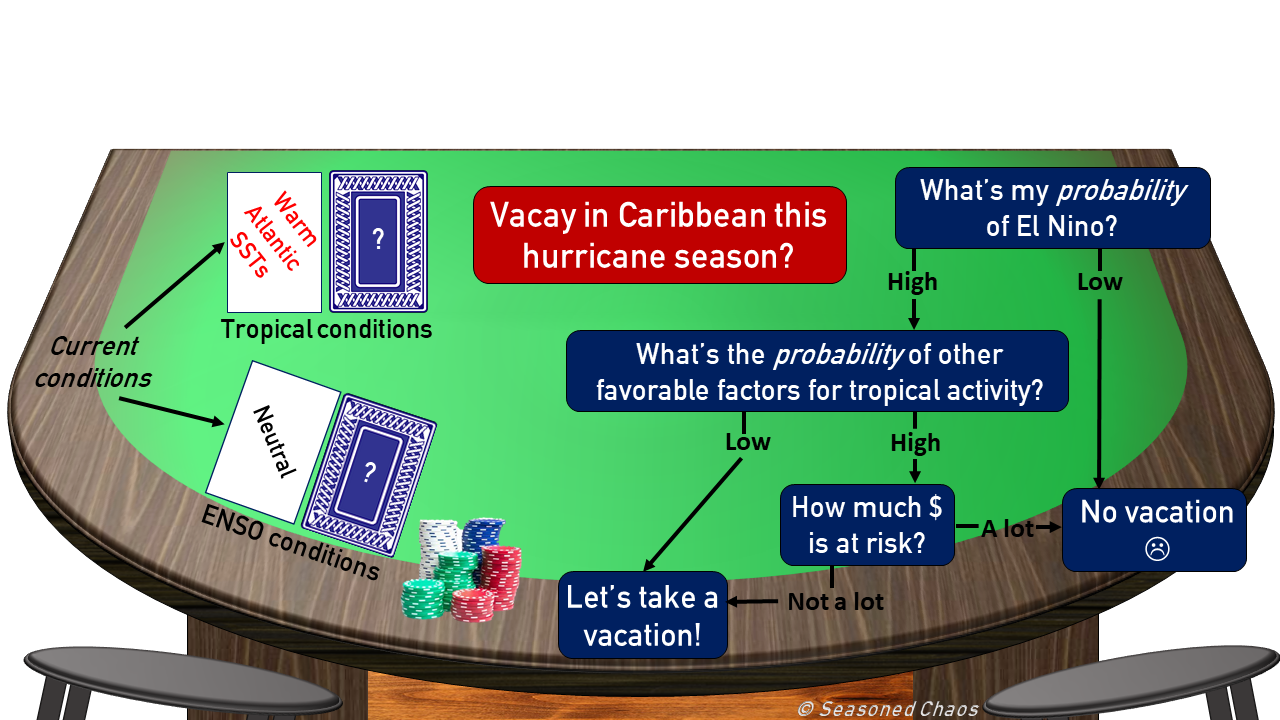 Warm
Atlantic
SSTs
?
Tropical conditions
Current
conditions
Neutral
?
ENSO conditions
Vacay in Caribbean this
hurricane season?
What's my probability
of El Nino?
High
Low
What's the probability of other
favorable factors for tropical activity?
Low
High
How much $
is at risk?
A lot
No vacation
☹
Not a lot
Let's take a
vacation!
© Seasoned Chaos